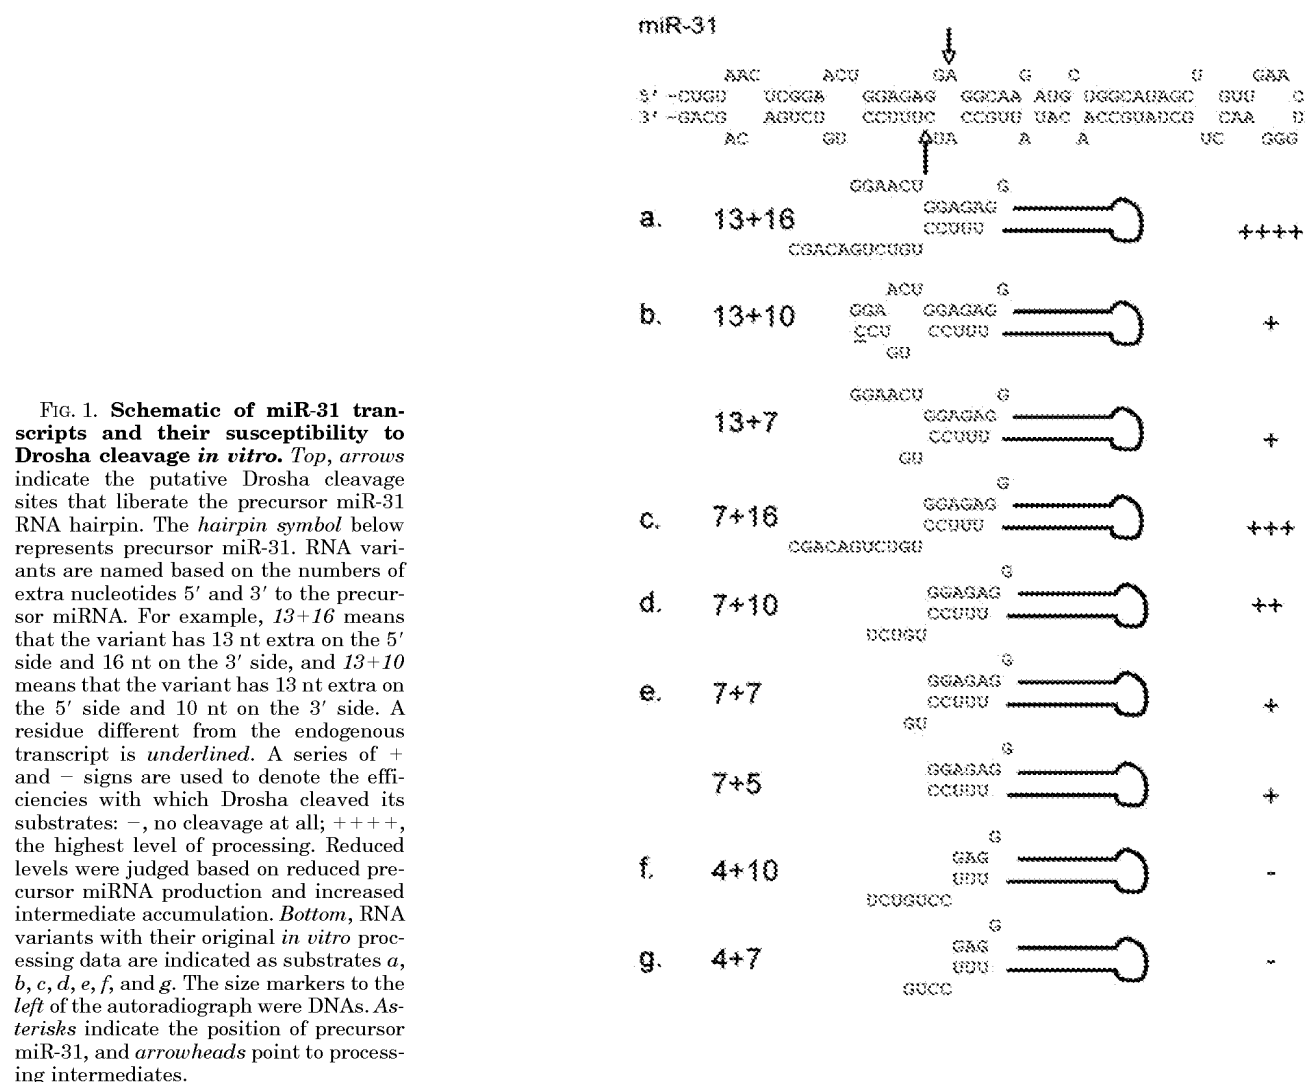 miR-31
AAC ACU GA G C U GAA
5' -CUGU UCGGA GGAGAG GGCAA AUG UGGCAUAGC GUU C
3' -GACG AGUCU CCUUUC CCGUU UAC ACCGUAUCG CAA U
AC GU UA A A UC GGG
GGAACU G
a. 13+16 GGAGAG ++++
CCUUU
CGACAGUCUGU
ACU G
b. 13+10 GGA GGAGAG +
CCU CCUUU
GU
GGAACU G
13+7 GGAGAG +
CCUUU
GU
G
c. 7+16 GGAGAG +++
CCUUU
CGACAGUCUGU
G
d. 7+10 GGAGAG ++
CCUUU
UCUGU
G
e. 7+7 GGAGAG +
CCUUU
GU
G
7+5 GGAGAG +
CCUUU
G
f. 4+10 GAG -
UUU
UCUGUCC
G
g. 4+7 GAG -
UUU
GUCC
FIG. 1. Schematic of miR-31 tran-
scripts and their susceptibility to
Drosha cleavage in vitro. Top, arrows
indicate the putative Drosha cleavage
sites that liberate the precursor miR-31
RNA hairpin. The hairpin symbol below
represents precursor miR-31. RNA vari-
ants are named based on the numbers of
extra nucleotides 5′ and 3′ to the precur-
sor miRNA. For example, 13+16 means
that the variant has 13 nt extra on the 5′
side and 16 nt on the 3′ side, and 13+10
means that the variant has 13 nt extra on
the 5′ side and 10 nt on the 3′ side. A
residue different from the endogenous
transcript is underlined. A series of +
and − signs are used to denote the effi-
ciencies with which Drosha cleaved its
substrates: −, no cleavage at all; ++++,
the highest level of processing. Reduced
levels were judged based on reduced pre-
cursor miRNA production and increased
intermediate accumulation. Bottom, RNA
variants with their original in vitro proc-
essing data are indicated as substrates a,
b, c, d, e, f, and g. The size markers to the
left of the autoradiograph were DNAs. As-
terisks indicate the position of precursor
miR-31, and arrowheads point to process-
ing intermediates.